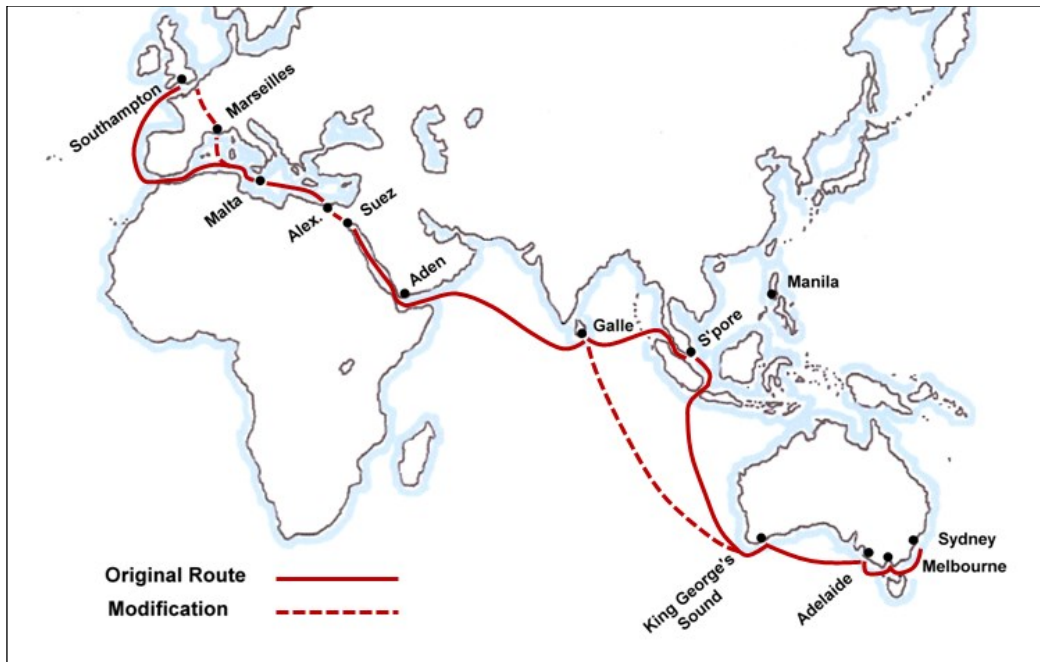 Southampton
Marseilles
Malta
Alex.
Suez
Aden
Galle
S'pore
Manila
King George's
Sound
Adelaide
Melbourne
Sydney
Original Route
Modification